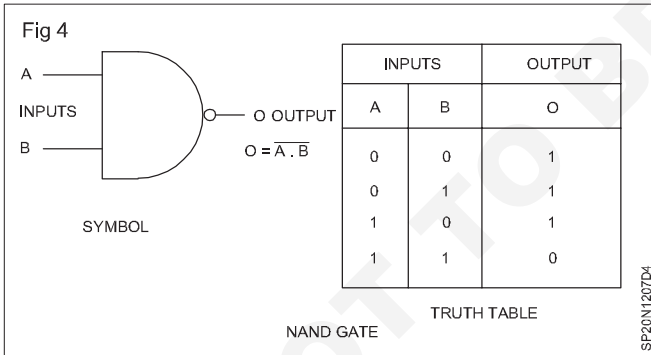 Fig 4
A
INPUTS
B
O OUTPUT
O = \overline{A . B}
SYMBOL
INPUTS OUTPUT
A B O
0 0 1
0 1 1
1 0 1
1 1 0
TRUTH TABLE
NAND GATE
SP20N1207D4